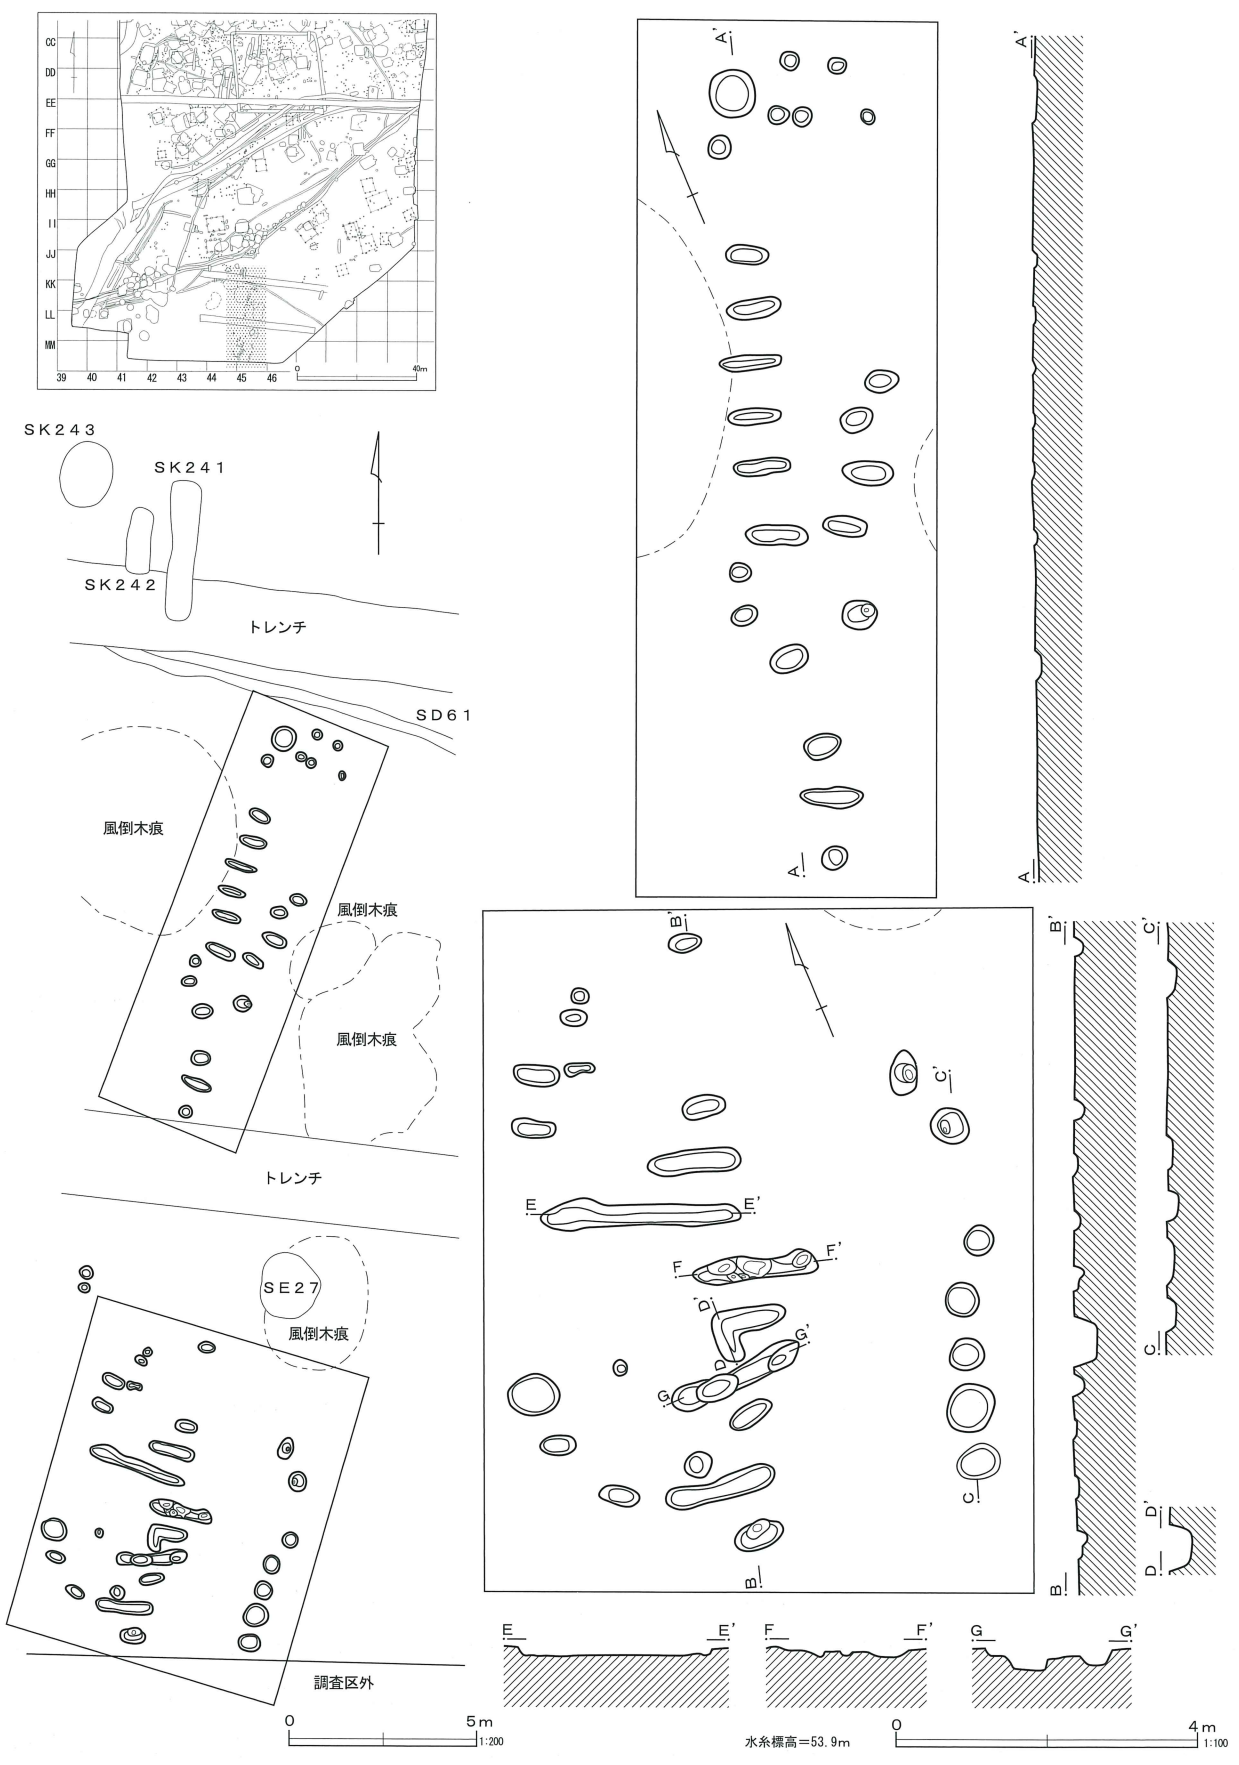 CC
DD
EE
FF
GG
HH
II
JJ
KK
LL
MM
39 40 41 42 43 44 45 46
0 40m
SK243
SK241
SK242
トレンチ
SD61
風倒木痕
風倒木痕
風倒木痕
トレンチ
SE27
風倒木痕
調査区外
0 5m
1:200
A'
A
A'
A
B'
C'
E E'
F F'
D'
G'
D
G
C
B
B'
B
C'
C
D'
D
E E'
F F'
G G'
水糸標高=53.9m
0 4m
1:100